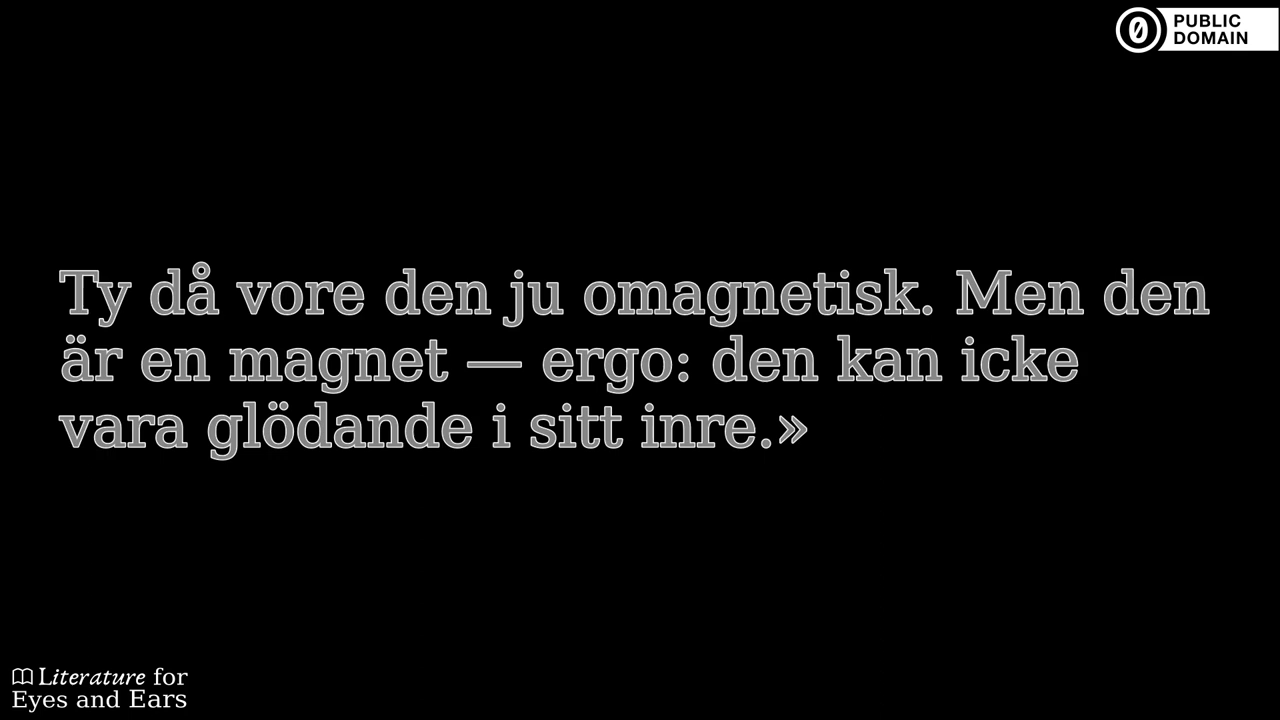 PUBLIC
DOMAIN
Ty då vore den ju omagnetisk. Men den
är en magnet — ergo: den kan icke
vara glödande i sitt inre.»
Literature for
Eyes and Ears